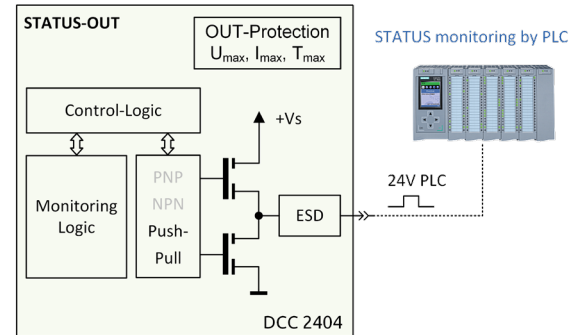 STATUS-OUT
OUT-Protection
Umax, Imax, Tmax
STATUS monitoring by PLC
Control-Logic
+Vs
PNP
NPN
Push-
Pull
Monitoring
Logic
ESD
24V PLC
DCC 2404